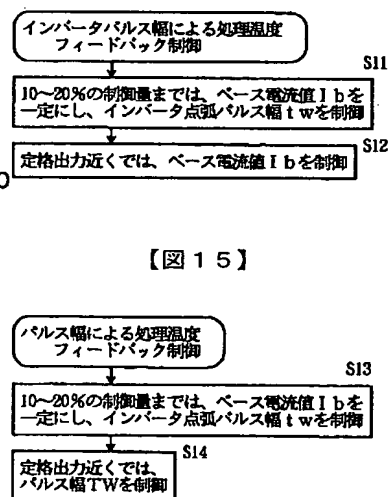 インバータパルス幅による処理温度
フィードバック制御
S11
10～20％の制御量までは、ベース電流値Ｉｂを
一定にし、インバータ点弧パルス幅ｔｗを制御
S12
定格出力近くでは、ベース電流値Ｉｂを制御
【図１５】
パルス幅による処理温度
フィードバック制御
S13
10～20％の制御量までは、ベース電流値Ｉｂを
一定にし、インバータ点弧パルス幅ｔｗを制御
S14
定格出力近くでは、
パルス幅TWを制御